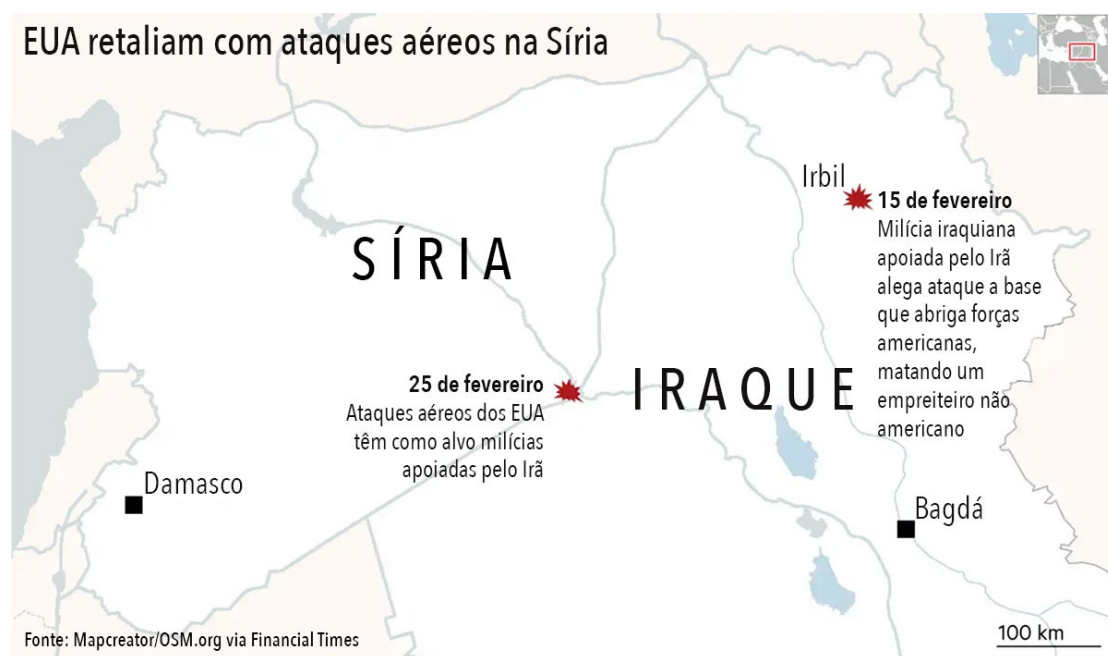 EUA retaliam com ataques aéreos na Síria
Irbil
15 de fevereiro
Milícia iraquiana
apoiada pelo Irã
alega ataque a base
que abriga forças
americanas,
matando um
empreiteiro não
americano
SÍRIA
IRAQUE
25 de fevereiro
Ataques aéreos dos EUA
têm como alvo milícias
apoiadas pelo Irã
Damasco
Bagdá
Fonte: Mapcreator/OSM.org via Financial Times
100 km